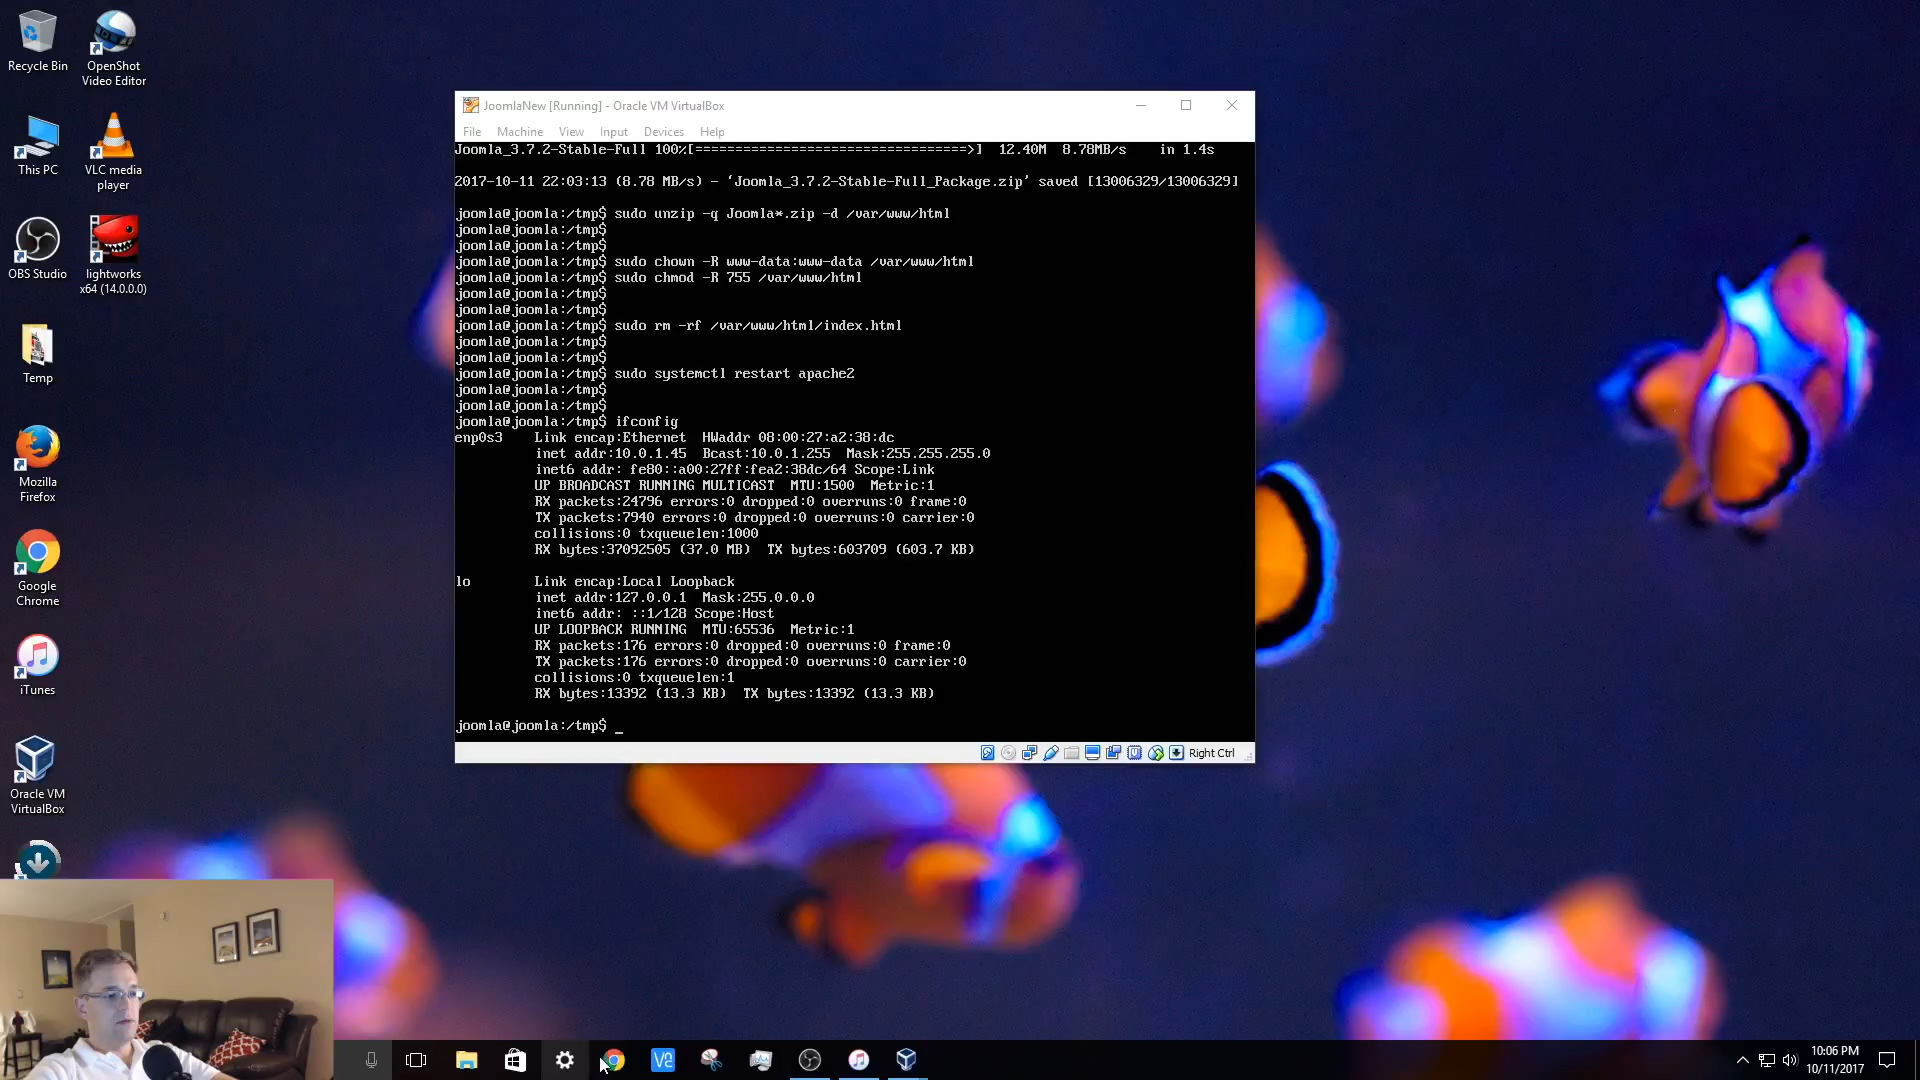 Recycle Bin
OpenShot
Video Editor
This PC
VLC media
player
OBS Studio
lightworks
x64 (14.0.0.0)
Temp
Mozilla
Firefox
Google
Chrome
iTunes
Oracle VM
VirtualBox
JoomlaNew [Running] - Oracle VM VirtualBox
File Machine View Input Devices Help
Joomla_3.7.2-Stable-Full 100%[==================================>] 12.40M 8.78MB/s in 1.4s
2017-10-11 22:03:13 (8.78 MB/s) - ‘Joomla_3.7.2-Stable-Full_Package.zip’ saved [13006329/13006329]
joomla@joomla:/tmp$ sudo unzip -q Joomla*.zip -d /var/www/html
joomla@joomla:/tmp$
joomla@joomla:/tmp$
joomla@joomla:/tmp$ sudo chown -R www-data:www-data /var/www/html
joomla@joomla:/tmp$ sudo chmod -R 755 /var/www/html
joomla@joomla:/tmp$
joomla@joomla:/tmp$
joomla@joomla:/tmp$ sudo rm -rf /var/www/html/index.html
joomla@joomla:/tmp$
joomla@joomla:/tmp$
joomla@joomla:/tmp$ sudo systemctl restart apache2
joomla@joomla:/tmp$
joomla@joomla:/tmp$
joomla@joomla:/tmp$ ifconfig
enp0s3 Link encap:Ethernet HWaddr 08:00:27:a2:38:dc
inet addr:10.0.1.45 Bcast:10.0.1.255 Mask:255.255.255.0
inet6 addr: fe80::a00:27ff:fea2:38dc/64 Scope:Link
UP BROADCAST RUNNING MULTICAST MTU:1500 Metric:1
RX packets:24796 errors:0 dropped:0 overruns:0 frame:0
TX packets:7940 errors:0 dropped:0 overruns:0 carrier:0
collisions:0 txqueuelen:1000
RX bytes:37092505 (37.0 MB) TX bytes:603709 (603.7 KB)
lo Link encap:Local Loopback
inet addr:127.0.0.1 Mask:255.0.0.0
inet6 addr: ::1/128 Scope:Host
UP LOOPBACK RUNNING MTU:65536 Metric:1
RX packets:176 errors:0 dropped:0 overruns:0 frame:0
TX packets:176 errors:0 dropped:0 overruns:0 carrier:0
collisions:0 txqueuelen:1
RX bytes:13392 (13.3 KB) TX bytes:13392 (13.3 KB)
joomla@joomla:/tmp$ _
Right Ctrl
10:06 PM
10/11/2017